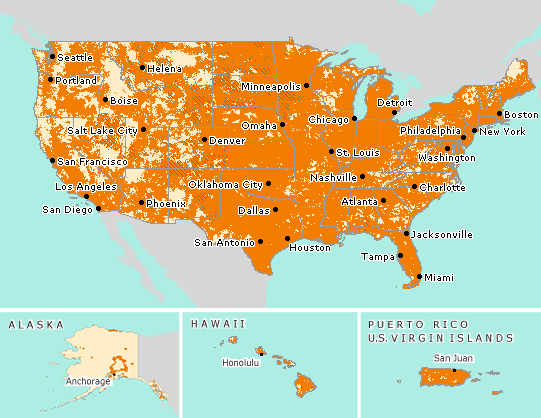 Seattle
Portland
Helena
Boise
Minneapolis
Detroit
Boston
Chicago
Omaha
Philadelphia
New York
Salt Lake City
Denver
Washington
San Francisco
St. Louis
Nashville
Los Angeles
Oklahoma City
Charlotte
San Diego
Phoenix
Dallas
Atlanta
San Antonio
Houston
Jacksonville
Tampa
Miami
ALASKA
Anchorage
HAWAII
Honolulu
PUERTO RICO
U.S. VIRGIN ISLANDS
San Juan